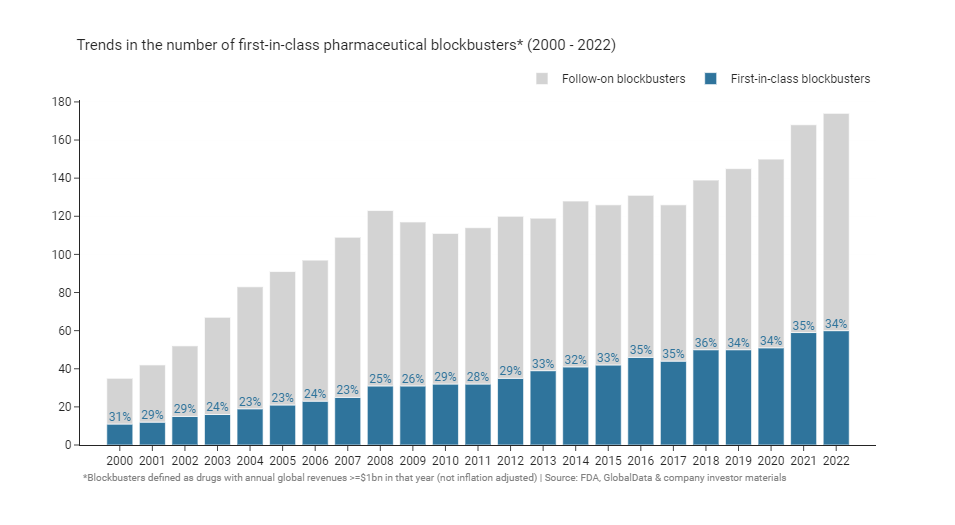 Trends in the number of first-in-class pharmaceutical blockbusters* (2000 - 2022)
Follow-on blockbusters First-in-class blockbusters
180
160
140
120
100
80
60
40
20
0
31% 29% 29% 24% 23% 23% 24% 23% 25% 26% 29% 28% 29% 33% 32% 33% 35% 35% 36% 34% 34% 35% 34%
2000 2001 2002 2003 2004 2005 2006 2007 2008 2009 2010 2011 2012 2013 2014 2015 2016 2017 2018 2019 2020 2021 2022
*Blockbusters defined as drugs with annual global revenues >=$1bn in that year (not inflation adjusted) | Source: FDA, GlobalData & company investor materials